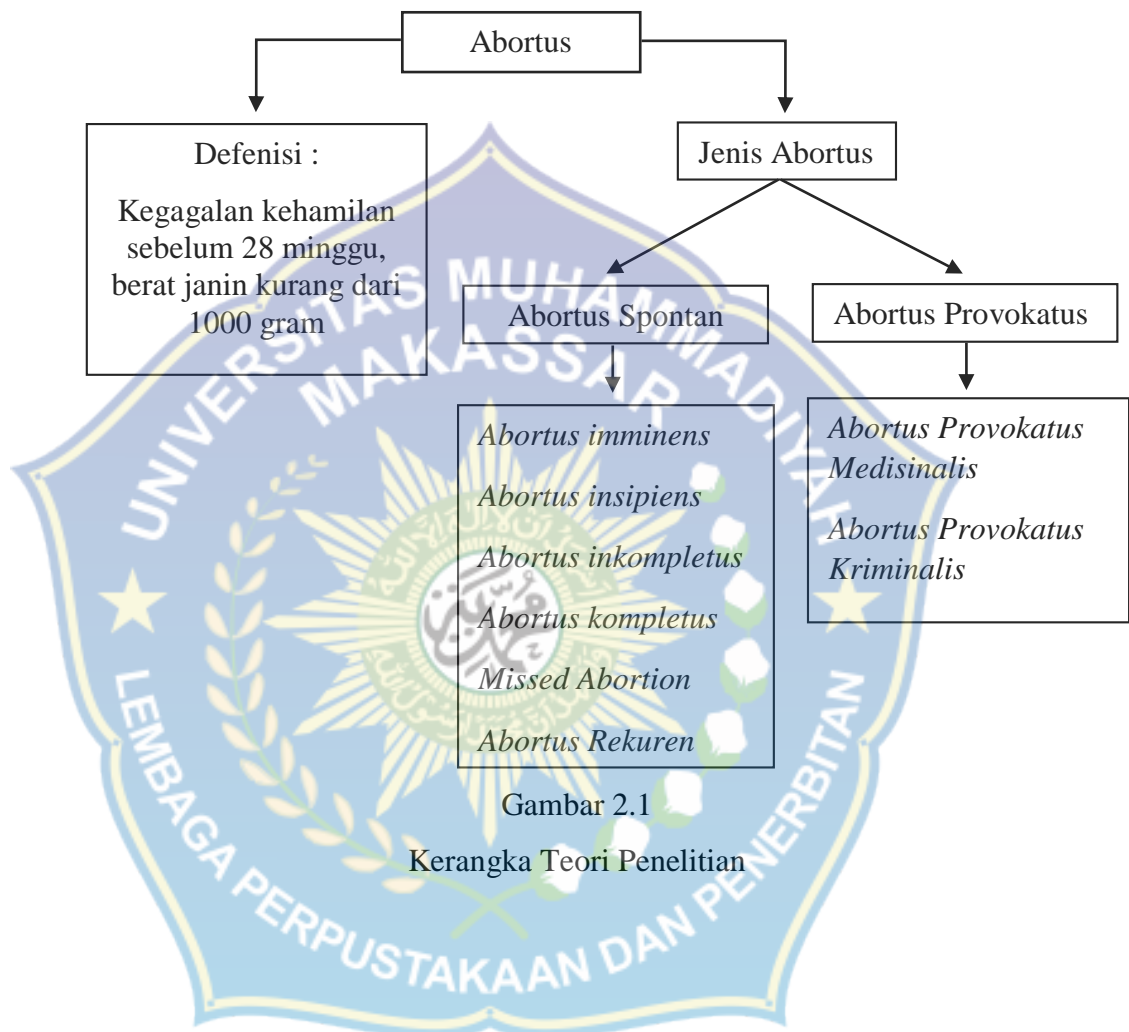 Abortus
Defenisi :
Kegagalan kehamilan
sebelum 28 minggu,
berat janin kurang dari
1000 gram
Jenis Abortus
Abortus Spontan
Abortus Provokatus
Abortus imminens
Abortus insipiens
Abortus inkompletus
Abortus kompletus
Missed Abortion
Abortus Rekuren
Abortus Provokatus
Medisinalis
Abortus Provokatus
Kriminalis
Gambar 2.1
Kerangka Teori Penelitian
UNIVERSITAS MUHAMMADIYAH
MAKASSAR
LEMBAGA PERPUSTAKAAN DAN PENERBITAN